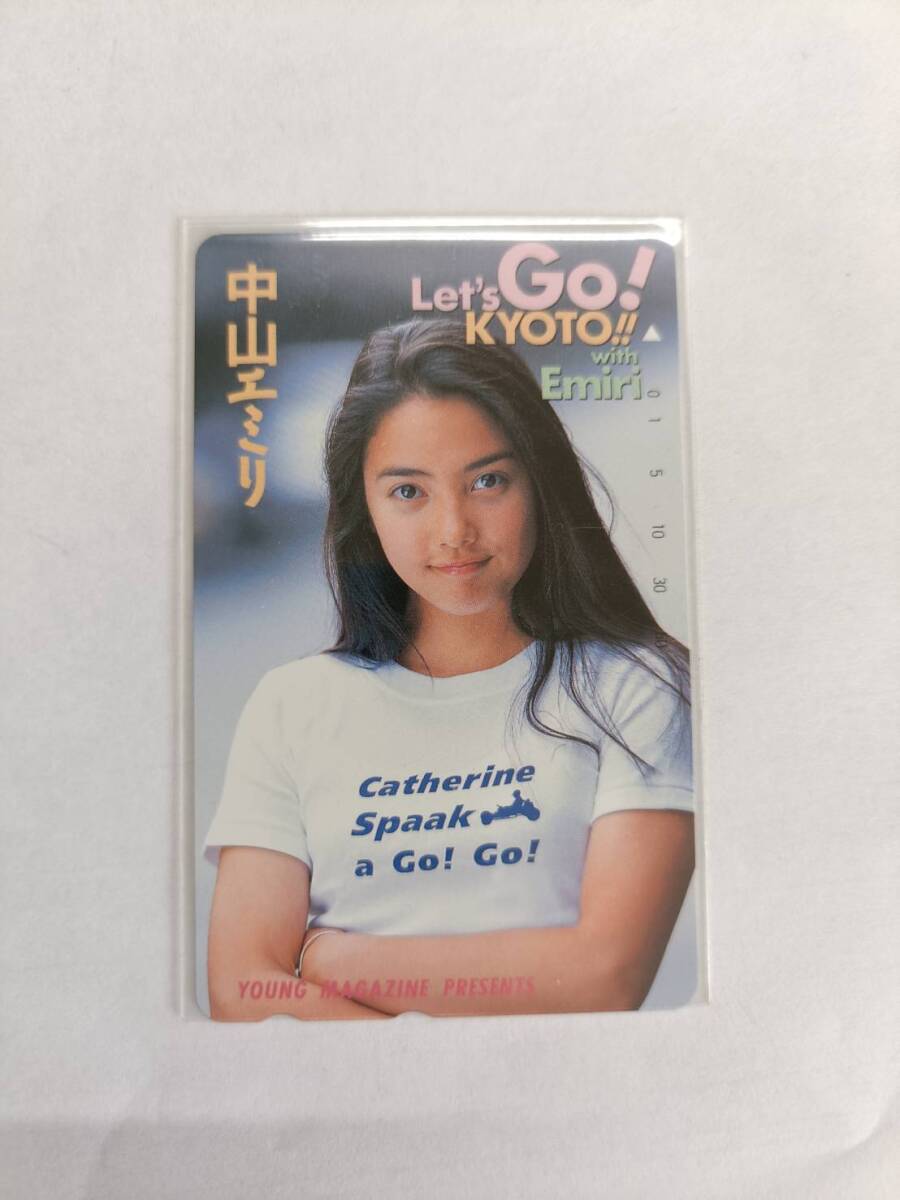 中山エミリ
Let's Go!
KYOTO!!
with
Emiri
0
1
5
10
30
Catherine
Spaak
a Go! Go!
YOUNG MAGAZINE PRESENTS